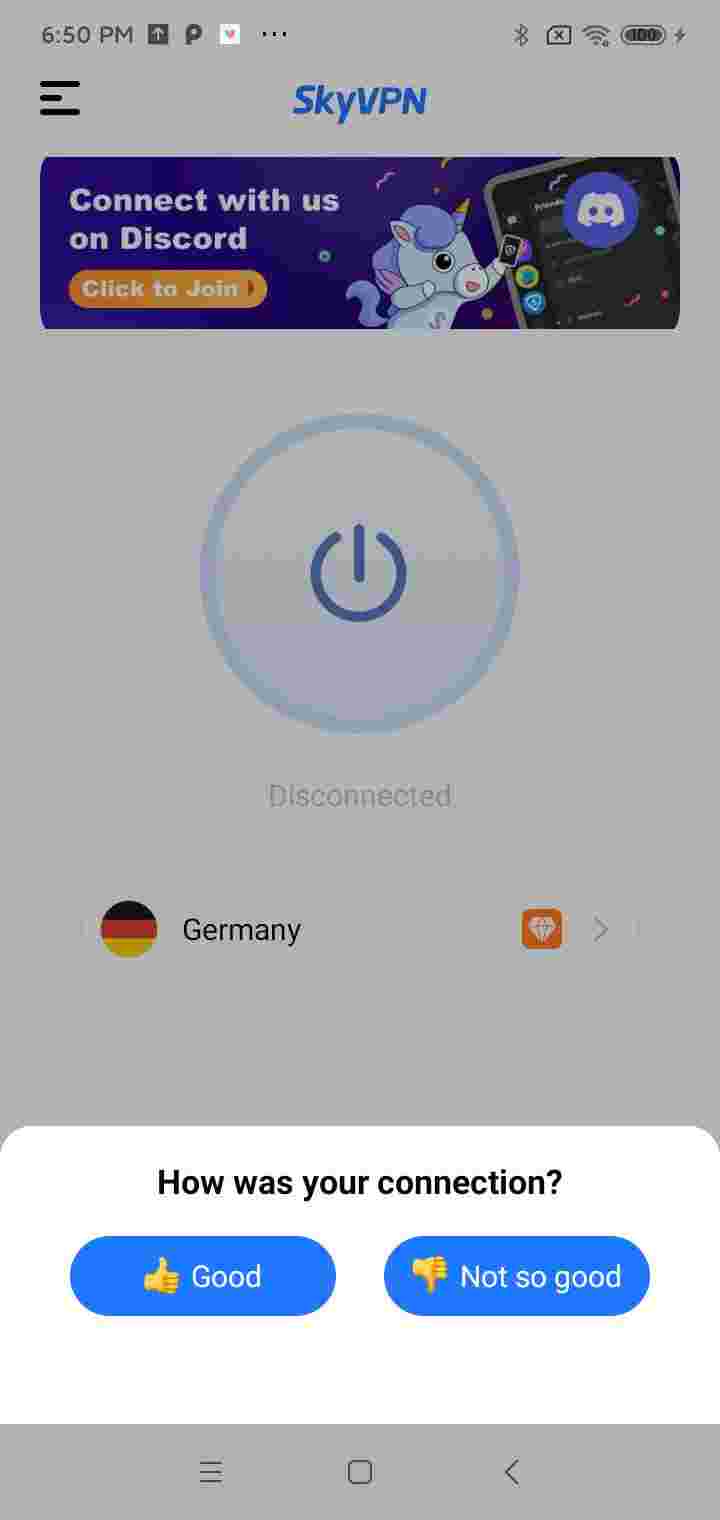 6:50 PM
100
SkyVPN
Connect with us
on Discord
Click to Join
Friends
Disconnected
Germany
How was your connection?
Good
Not so good